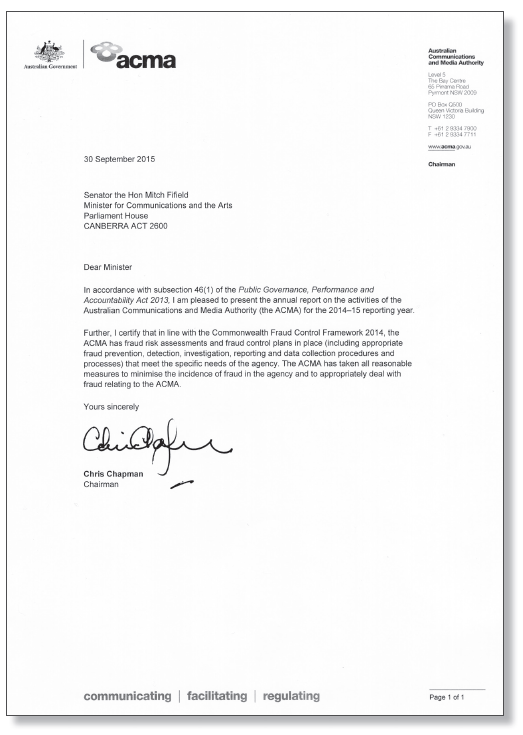 Australian Government
acma
Australian
Communications
and Media Authority
Level 5
The Bay Centre
65 Pirrama Road
Pyrmont NSW 2009
PO Box Q500
Queen Victoria Building
NSW 1230
T +61 2 9334 7900
F +61 2 9334 7711
www.acma.gov.au
Chairman
30 September 2015
Senator the Hon Mitch Fifield
Minister for Communications and the Arts
Parliament House
CANBERRA ACT 2600
Dear Minister
In accordance with subsection 46(1) of the Public Governance, Performance and
Accountability Act 2013, I am pleased to present the annual report on the activities of the
Australian Communications and Media Authority (the ACMA) for the 2014–15 reporting year.
Further, I certify that in line with the Commonwealth Fraud Control Framework 2014, the
ACMA has fraud risk assessments and fraud control plans in place (including appropriate
fraud prevention, detection, investigation, reporting and data collection procedures and
processes) that meet the specific needs of the agency. The ACMA has taken all reasonable
measures to minimise the incidence of fraud in the agency and to appropriately deal with
fraud relating to the ACMA.
Yours sincerely
Chris Chapman
Chairman
communicating | facilitating | regulating
Page 1 of 1